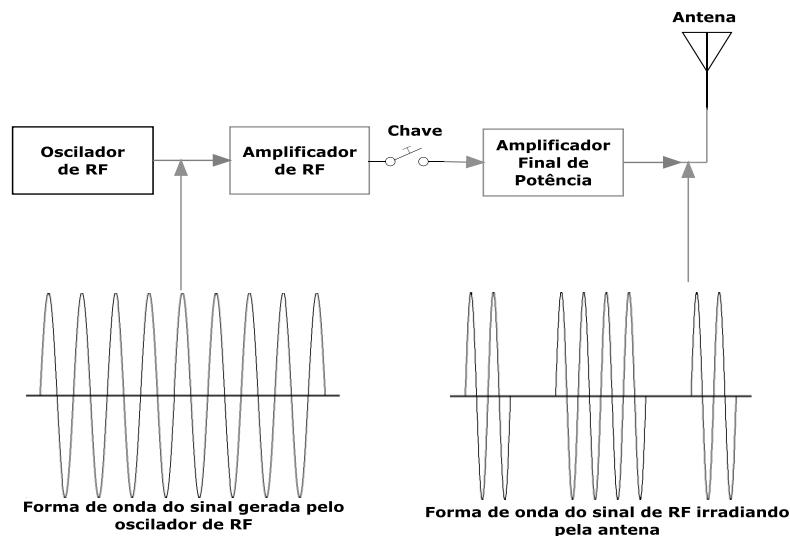 Antena
Chave
Oscilador
de RF
Amplificador
de RF
Amplificador
Final de
Potência
Forma de onda do sinal gerada pelo
oscilador de RF
Forma de onda do sinal de RF irradiando
pela antena